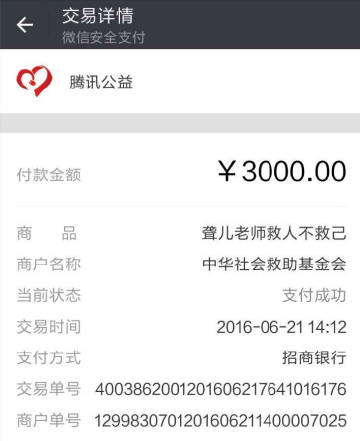 交易详情
微信安全支付
腾讯公益
付款金额 ￥3000.00
商 品 聋儿老师救人不救己
商户名称 中华社会救助基金会
当前状态 支付成功
交易时间 2016-06-21 14:12
支付方式 招商银行
交易单号 4003862001201606217641016176
商户单号 1299830701201606211400007025